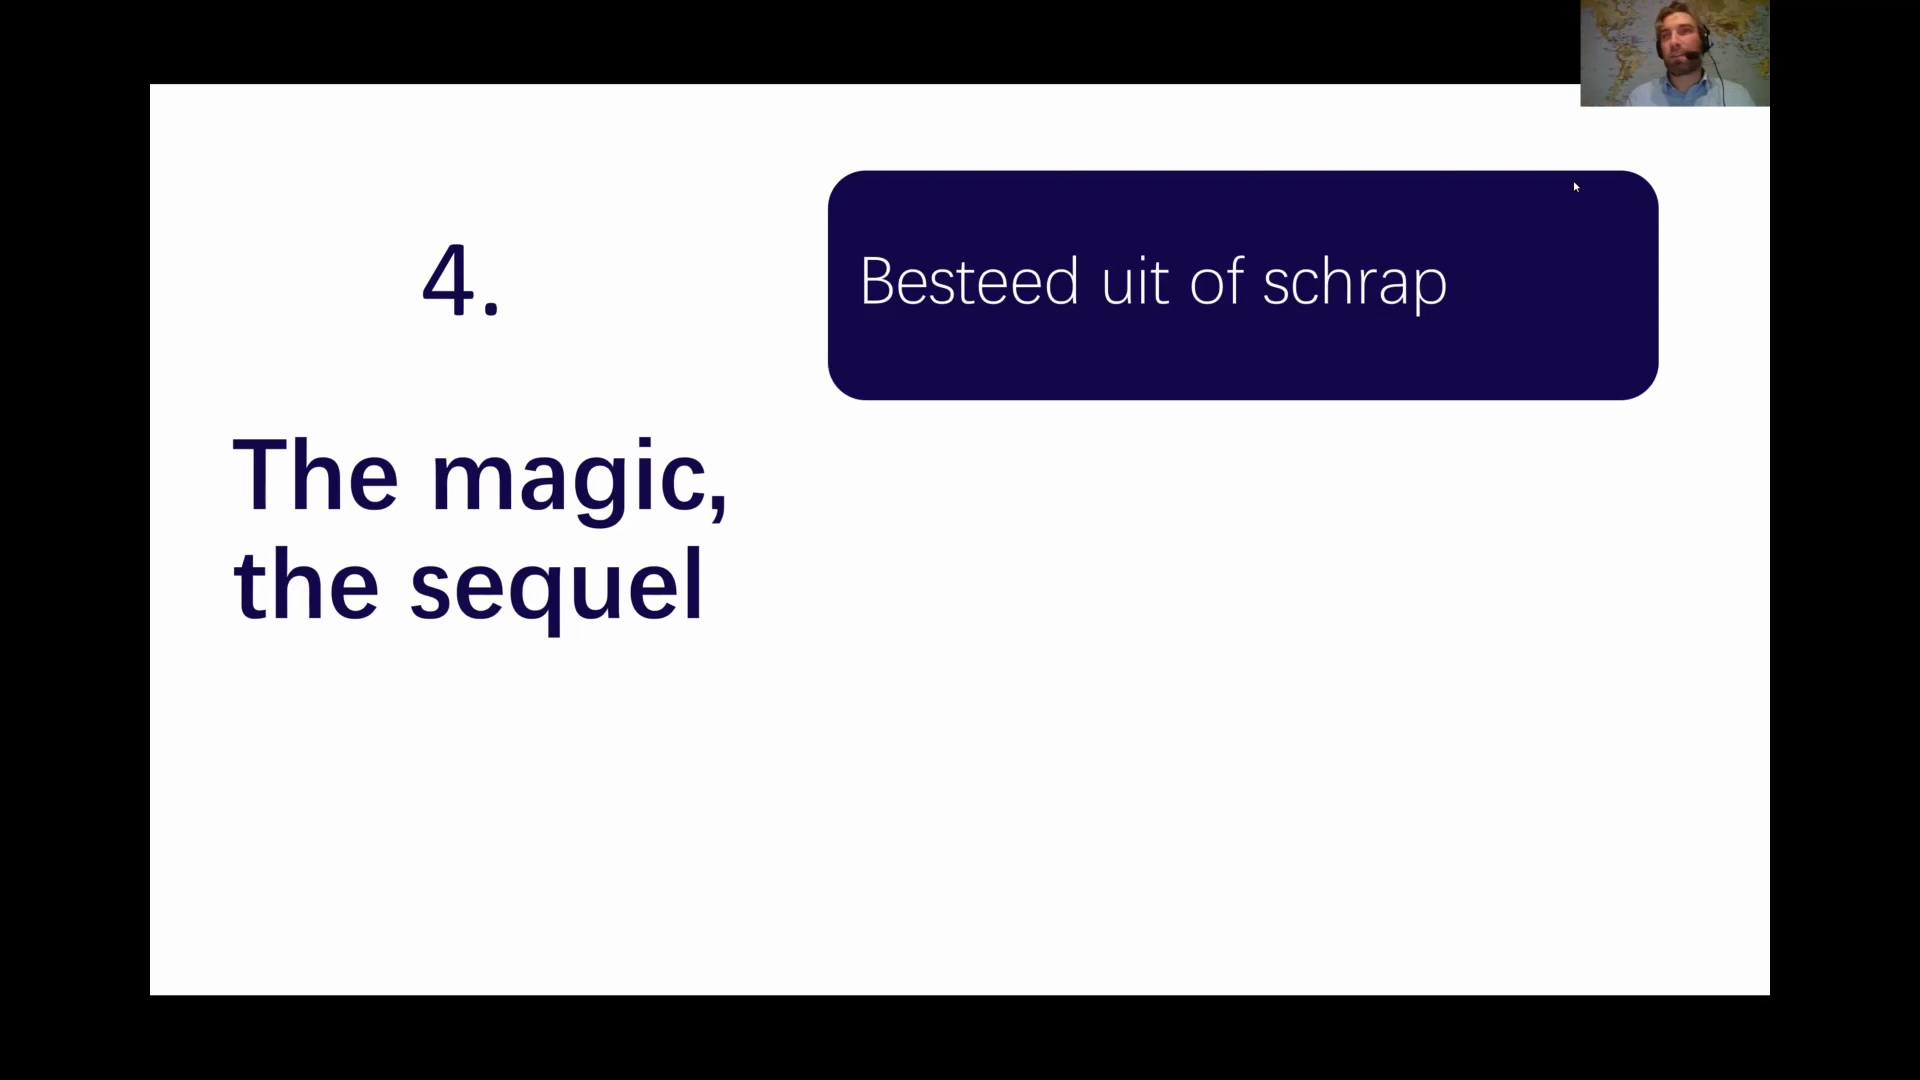 4.
The magic,
the sequel
Besteed uit of schrap